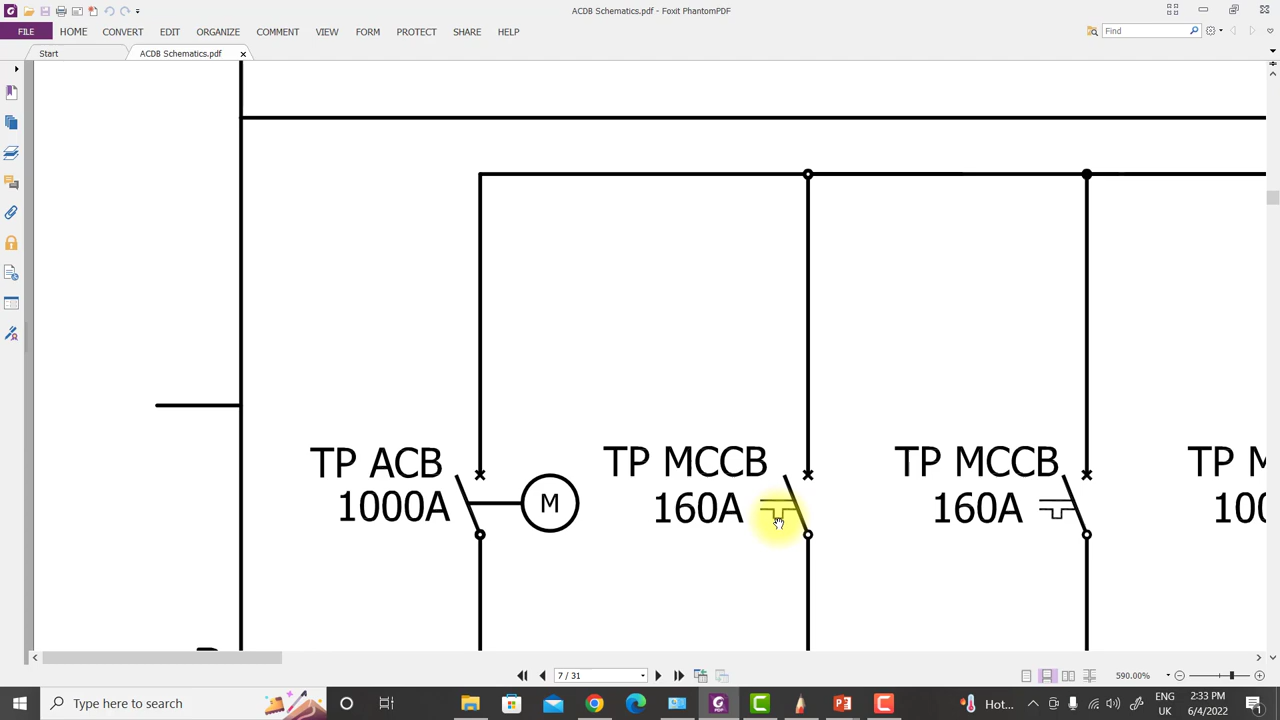 ACDB Schematics.pdf - Foxit PhantomPDF
FILE HOME CONVERT EDIT ORGANIZE COMMENT VIEW FORM PROTECT SHARE HELP
Find
Start
ACDB Schematics.pdf
TP ACB
1000A
M
TP MCCB
160A
TP MCCB
160A
TP M
100
7 / 31
590.00%
Type here to search
Hot...
ENG
UK
2:33 PM
6/4/2022
1